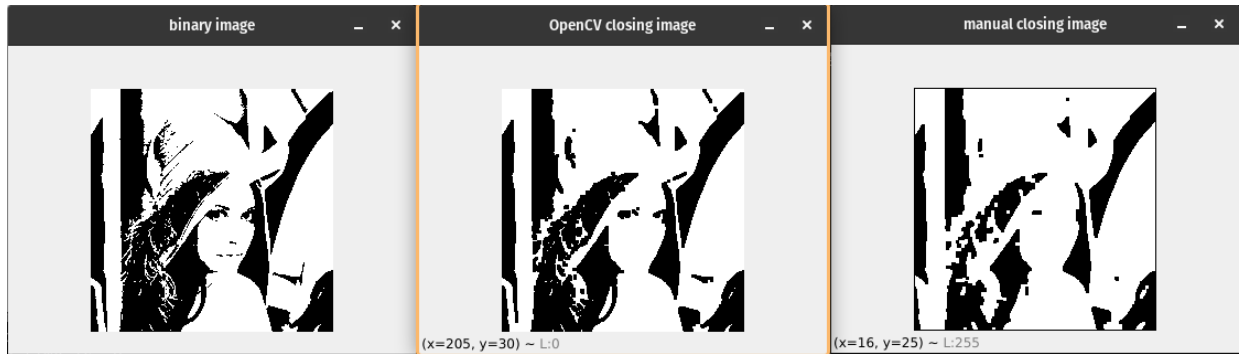 binary image
OpenCV closing image
manual closing image
(x=205, y=30) ~ L:0
(x=16, y=25) ~ L:255